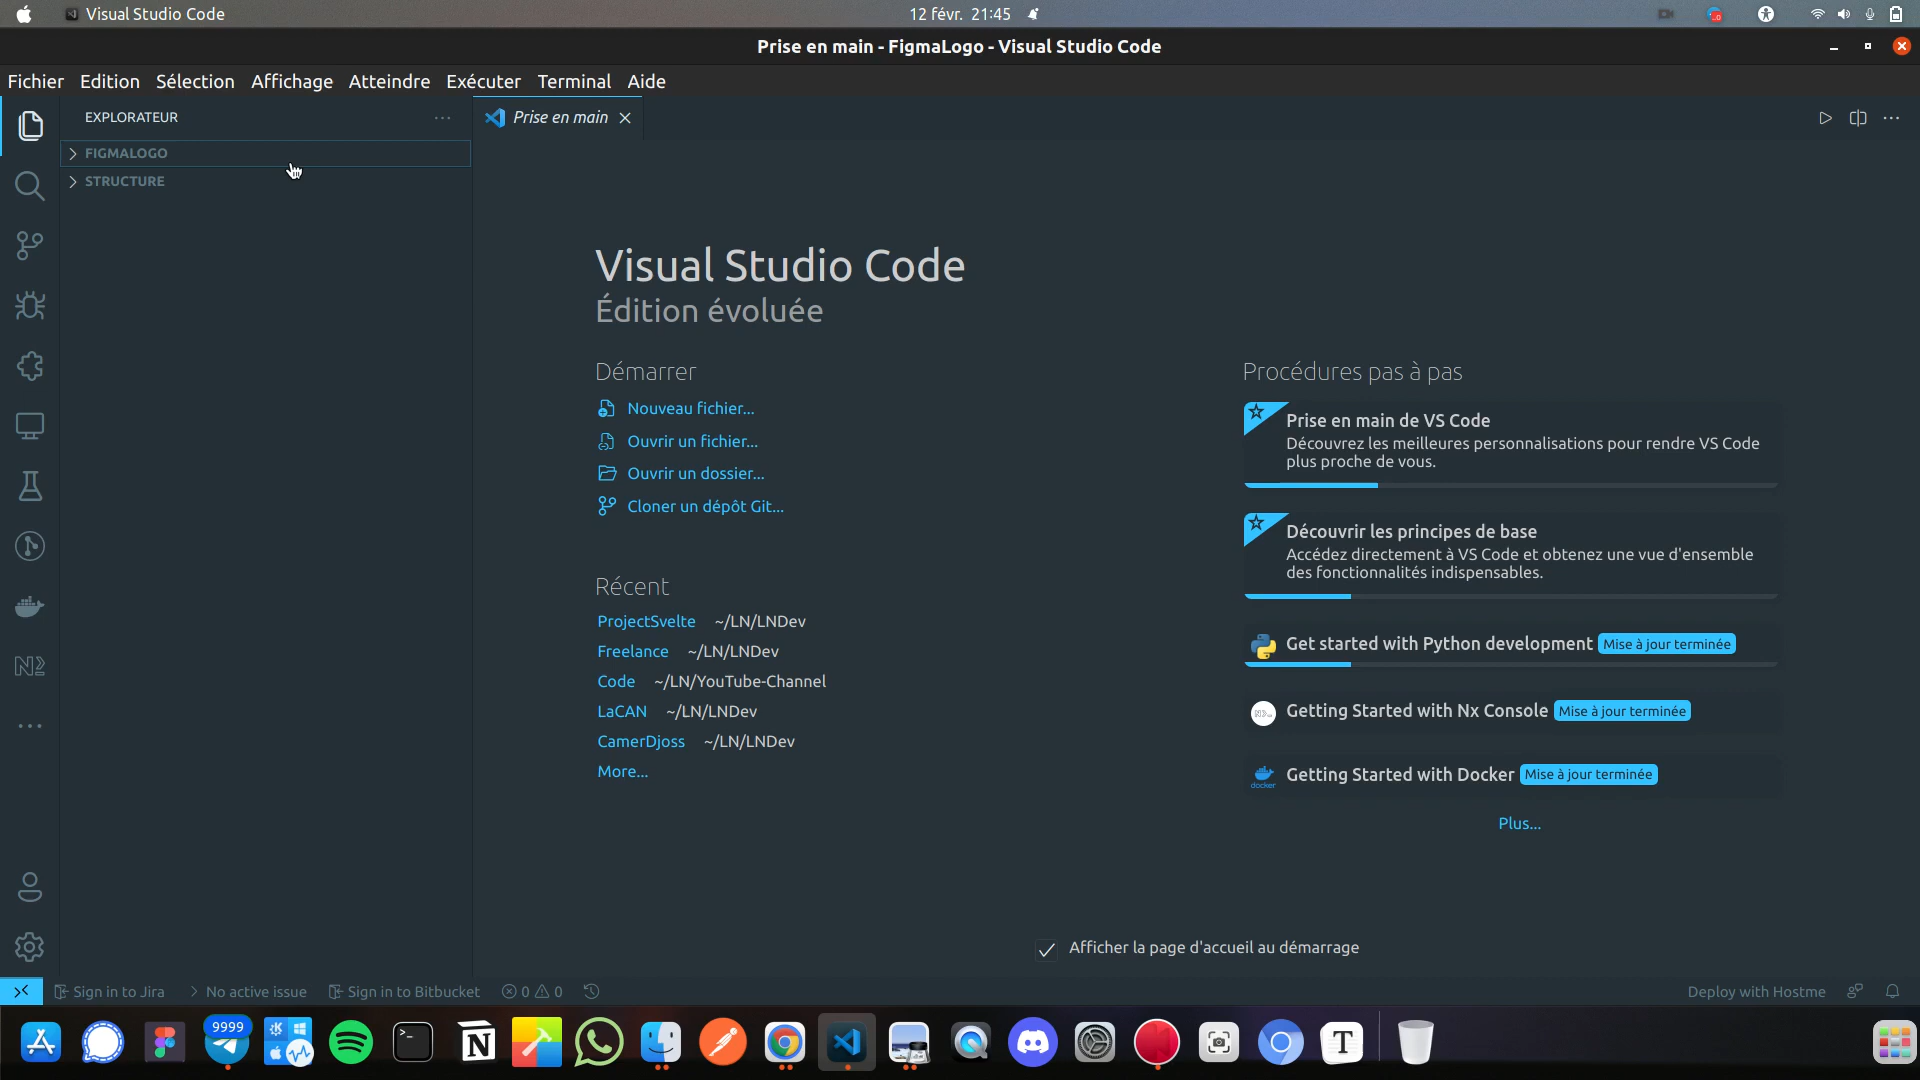 Visual Studio Code
12 févr. 21:45
Prise en main - FigmaLogo - Visual Studio Code
Fichier Edition Sélection Affichage Atteindre Exécuter Terminal Aide
EXPLORATEUR
Prise en main
FIGMALOGO
STRUCTURE
Visual Studio Code
Édition évoluée
Démarrer
Nouveau fichier...
Ouvrir un fichier...
Ouvrir un dossier...
Cloner un dépôt Git...
Récent
ProjectSvelte ~/LN/LNDev
Freelance ~/LN/LNDev
Code ~/LN/YouTube-Channel
LaCAN ~/LN/LNDev
CamerDjoss ~/LN/LNDev
More...
Procédures pas à pas
Prise en main de VS Code
Découvrez les meilleures personnalisations pour rendre VS Code
plus proche de vous.
Découvrir les principes de base
Accédez directement à VS Code et obtenez une vue d'ensemble
des fonctionnalités indispensables.
Get started with Python development Mise à jour terminée
Getting Started with Nx Console Mise à jour terminée
Getting Started with Docker Mise à jour terminée
Plus...
Afficher la page d'accueil au démarrage
Sign in to Jira No active issue Sign in to Bitbucket 0 0
Deploy with Hostme
9999